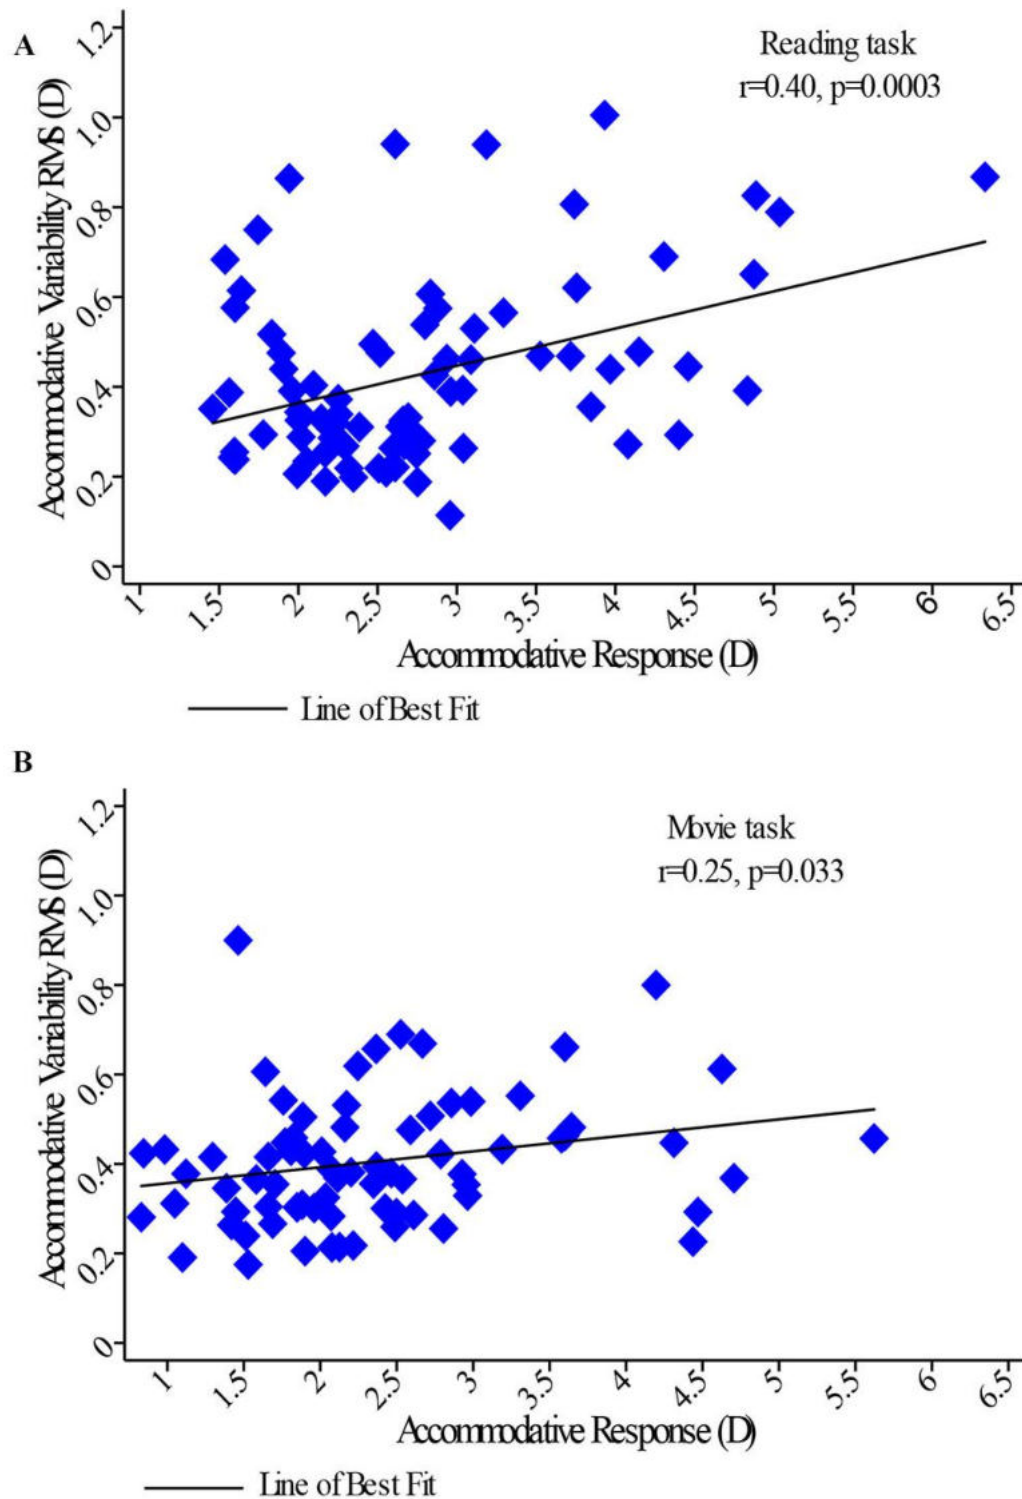 A
Reading task
r=0.40, p=0.0003
Accommodative Variability RMS (D)
1.2
1.0
0.8
0.6
0.4
0.2
0
1 1.5 2 2.5 3 3.5 4 4.5 5 5.5 6 6.5
Accommodative Response (D)
Line of Best Fit
B
Movie task
r=0.25, p=0.033
Accommodative Variability RMS (D)
1.2
1.0
0.8
0.6
0.4
0.2
0
1 1.5 2 2.5 3 3.5 4 4.5 5 5.5 6 6.5
Accommodative Response (D)
Line of Best Fit